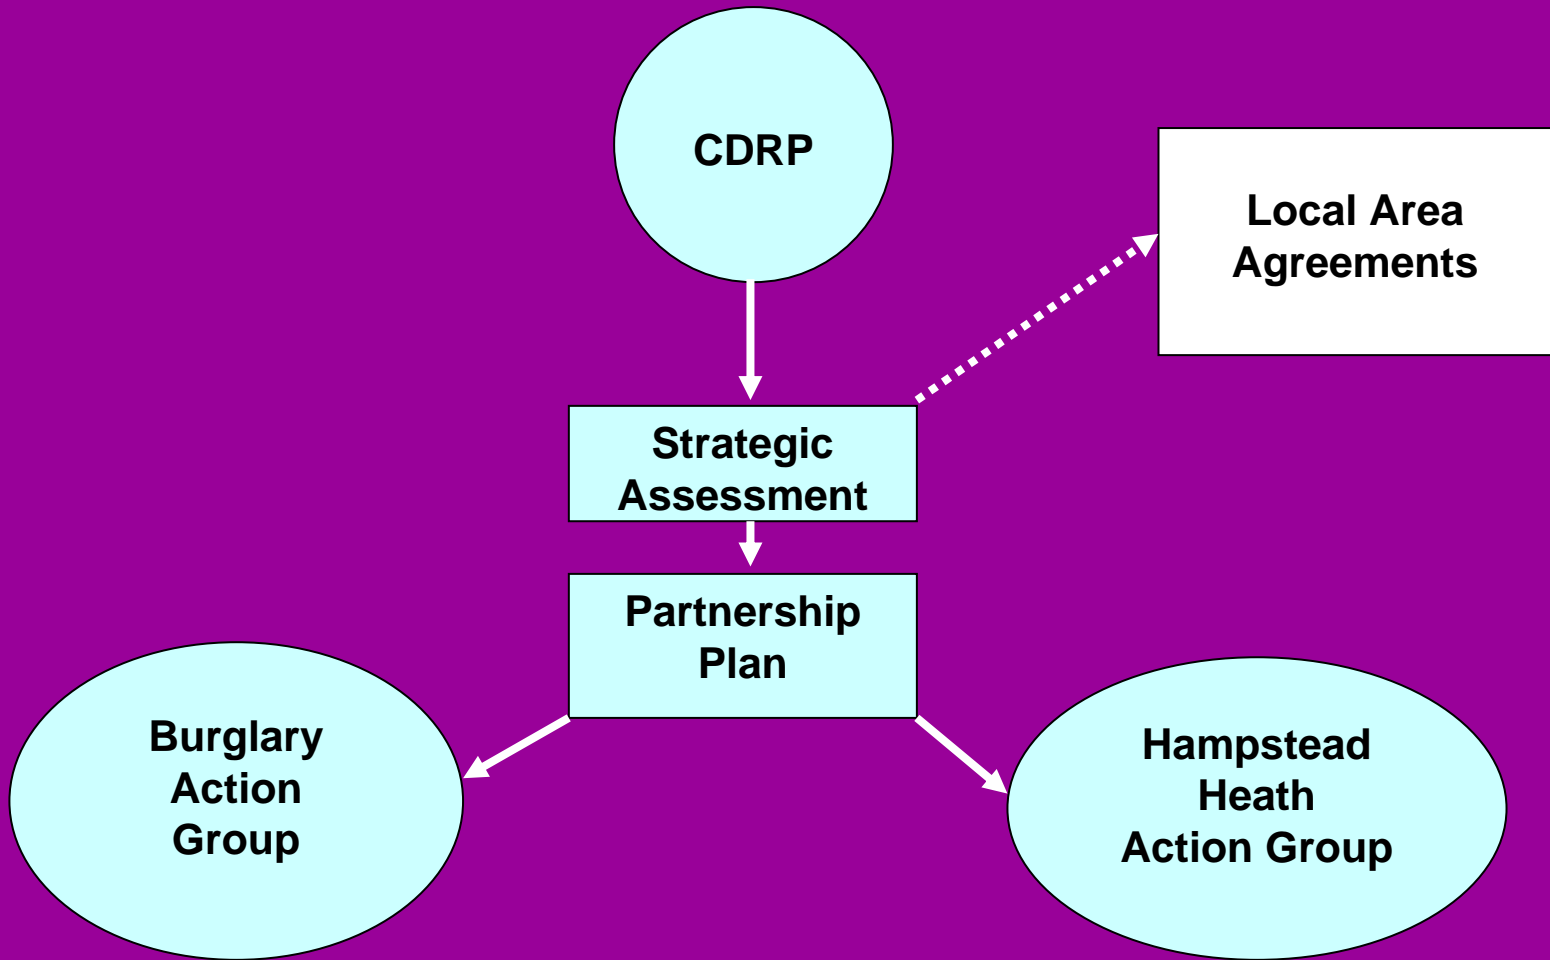 CDRP
Local Area
Agreements
Strategic
Assessment
Partnership
Plan
Burglary
Action
Group
Hampstead
Heath
Action Group